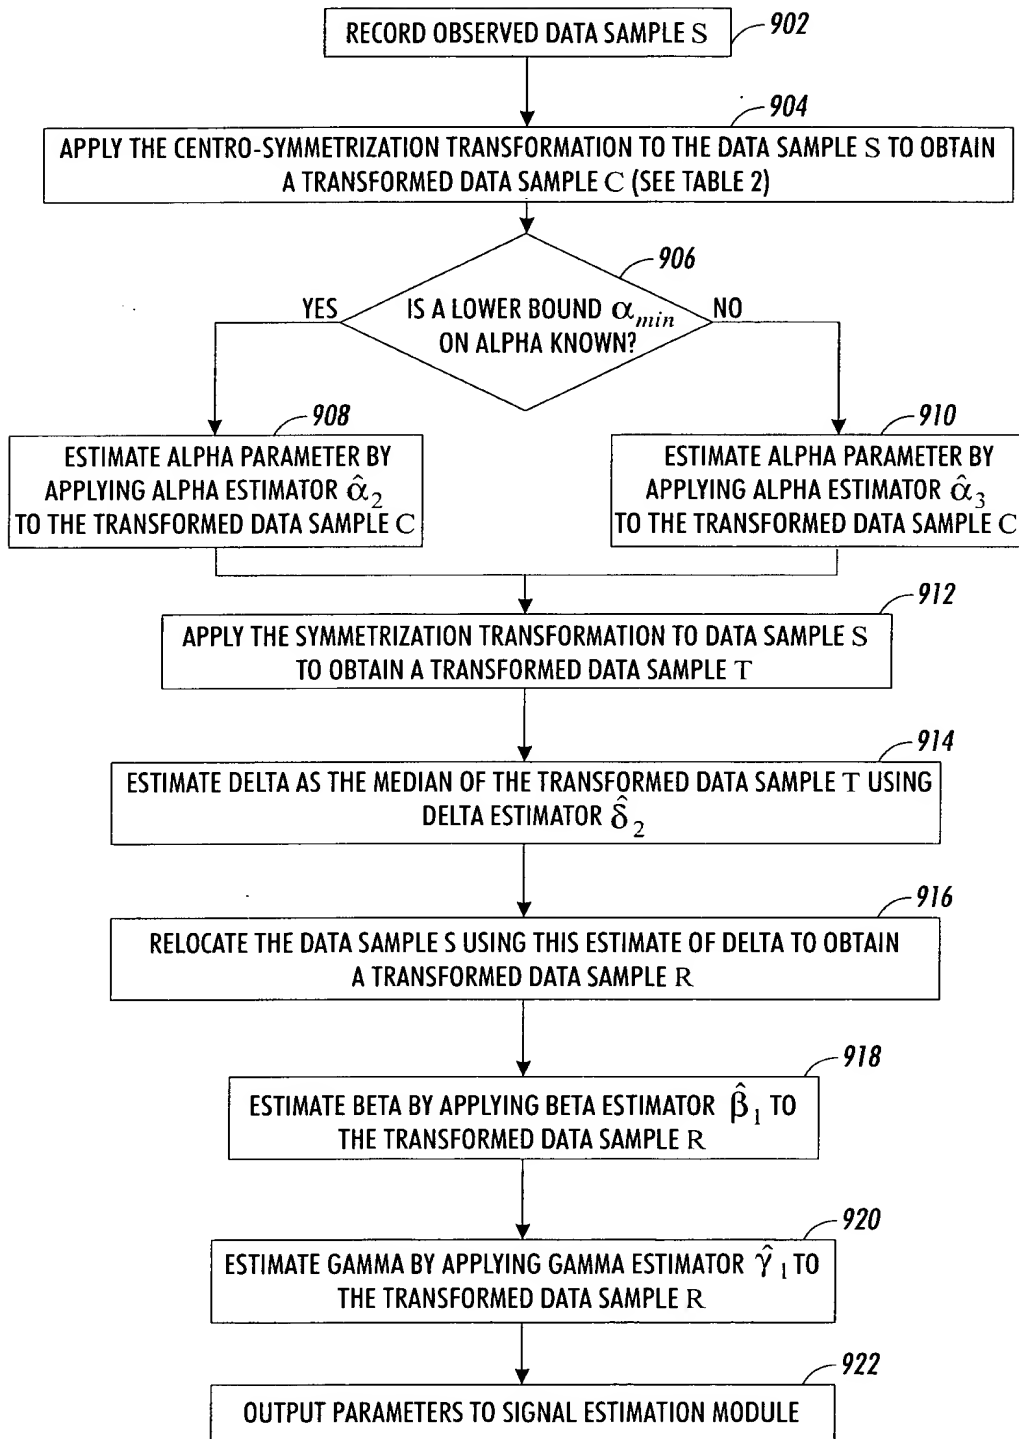 RECORD OBSERVED DATA SAMPLE S
902
904
APPLY THE CENTRO-SYMMETRIZATION TRANSFORMATION TO THE DATA SAMPLE S TO OBTAIN
A TRANSFORMED DATA SAMPLE C (SEE TABLE 2)
906
YES
IS A LOWER BOUND α_min
NO
ON ALPHA KNOWN?
908
ESTIMATE ALPHA PARAMETER BY
APPLYING ALPHA ESTIMATOR α̂_2
TO THE TRANSFORMED DATA SAMPLE C
910
ESTIMATE ALPHA PARAMETER BY
APPLYING ALPHA ESTIMATOR α̂_3
TO THE TRANSFORMED DATA SAMPLE C
912
APPLY THE SYMMETRIZATION TRANSFORMATION TO DATA SAMPLE S
TO OBTAIN A TRANSFORMED DATA SAMPLE T
914
ESTIMATE DELTA AS THE MEDIAN OF THE TRANSFORMED DATA SAMPLE T USING
DELTA ESTIMATOR δ̂_2
916
RELOCATE THE DATA SAMPLE S USING THIS ESTIMATE OF DELTA TO OBTAIN
A TRANSFORMED DATA SAMPLE R
918
ESTIMATE BETA BY APPLYING BETA ESTIMATOR β̂_1 TO
THE TRANSFORMED DATA SAMPLE R
920
ESTIMATE GAMMA BY APPLYING GAMMA ESTIMATOR γ̂_1 TO
THE TRANSFORMED DATA SAMPLE R
922
OUTPUT PARAMETERS TO SIGNAL ESTIMATION MODULE